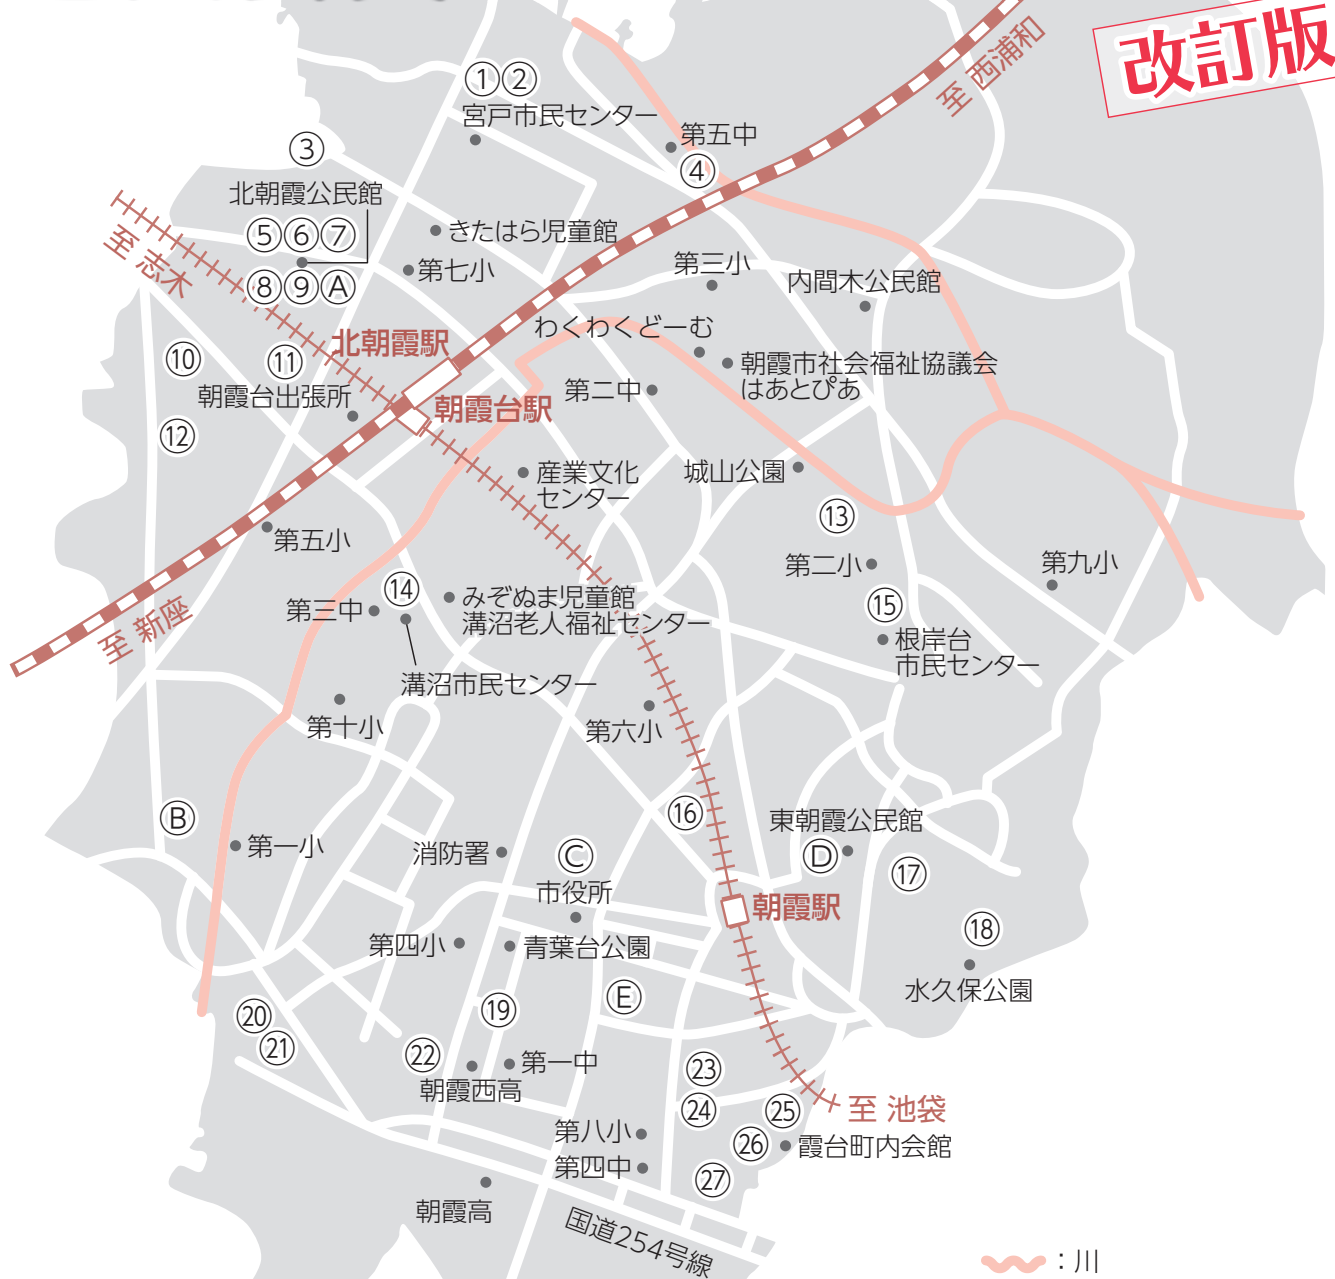 改訂版
至 西浦和
①②
宮戸市民センター
第五中
④
③
北朝霞公民館
⑤⑥⑦
⑧⑨Ⓐ
きたはら児童館
第七小
至 志木
第三小
内間木公民館
わくわくどーむ
朝霞市社会福祉協議会
はあとぴあ
北朝霞駅
⑩
⑪
朝霞台出張所
朝霞台駅
第二中
⑫
産業文化
センター
城山公園
⑬
第五小
第二小
第九小
⑭
第三中
みぞぬま児童館
溝沼老人福祉センター
⑮
根岸台
市民センター
至 新座
溝沼市民センター
第十小
第六小
⑯
Ⓑ
第一小
消防署
Ⓒ
市役所
東朝霞公民館
Ⓓ
⑰
朝霞駅
第四小
青葉台公園
⑱
水久保公園
Ⓔ
⑲
⑳
㉑
㉒
朝霞西高
第一中
㉓
㉔
㉕
至 池袋
㉖
霞台町内会館
第八小
第四中
㉗
朝霞高
国道254号線
：川